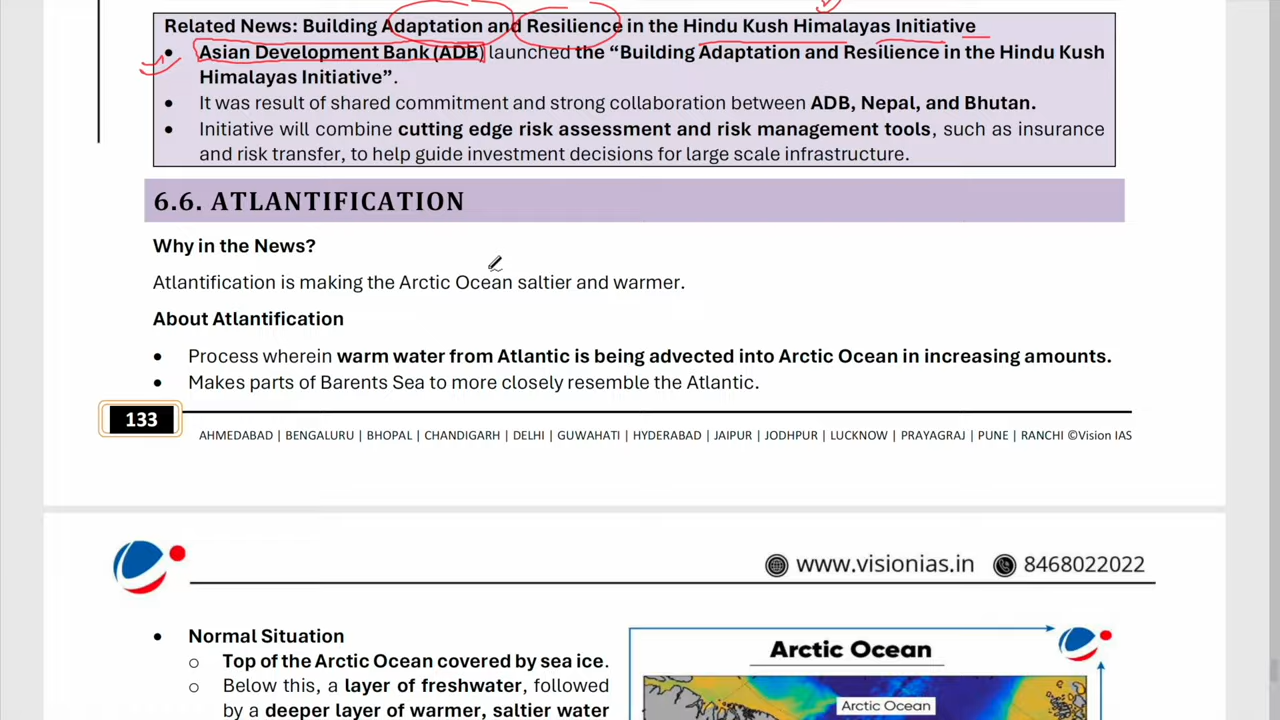 Related News: Building Adaptation and Resilience in the Hindu Kush Himalayas Initiative
• Asian Development Bank (ADB) launched the “Building Adaptation and Resilience in the Hindu Kush
Himalayas Initiative”.
• It was result of shared commitment and strong collaboration between ADB, Nepal, and Bhutan.
• Initiative will combine cutting edge risk assessment and risk management tools, such as insurance
and risk transfer, to help guide investment decisions for large scale infrastructure.
6.6. ATLANTIFICATION
Why in the News?
Atlantification is making the Arctic Ocean saltier and warmer.
About Atlantification
• Process wherein warm water from Atlantic is being advected into Arctic Ocean in increasing amounts.
• Makes parts of Barents Sea to more closely resemble the Atlantic.
133
AHMEDABAD | BENGALURU | BHOPAL | CHANDIGARH | DELHI | GUWAHATI | HYDERABAD | JAIPUR | JODHPUR | LUCKNOW | PRAYAGRAJ | PUNE | RANCHI ©Vision IAS
www.visionias.in 8468022022
• Normal Situation
o Top of the Arctic Ocean covered by sea ice.
o Below this, a layer of freshwater, followed
by a deeper layer of warmer, saltier water
Arctic Ocean
Arctic Ocean